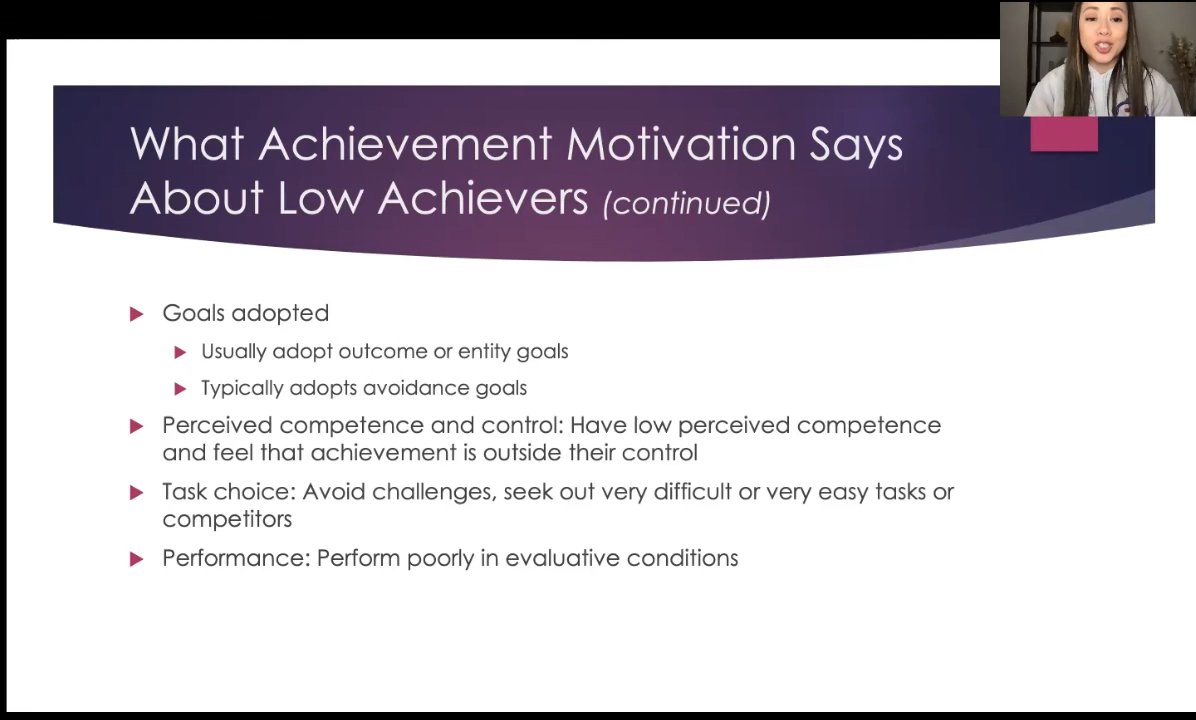 What Achievement Motivation Says
About Low Achievers (continued)
Goals adopted
Usually adopt outcome or entity goals
Typically adopts avoidance goals
Perceived competence and control: Have low perceived competence
and feel that achievement is outside their control
Task choice: Avoid challenges, seek out very difficult or very easy tasks or
competitors
Performance: Perform poorly in evaluative conditions